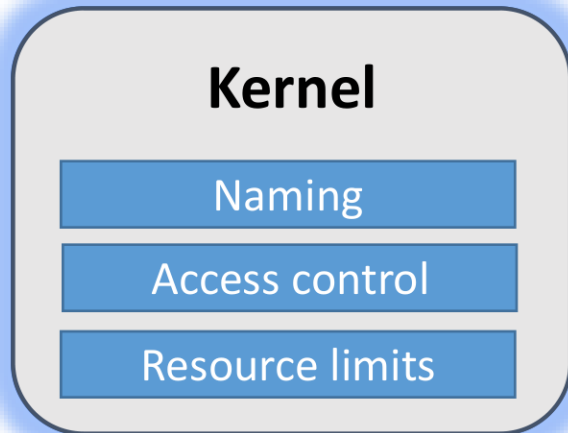 Kernel
Naming
Access control
Resource limits